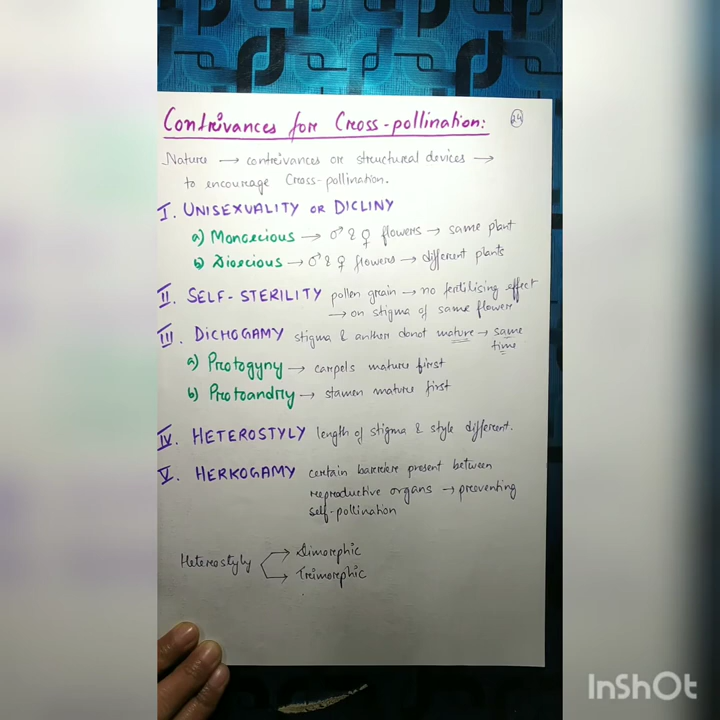 Contrivances for Cross-pollination: 24
Nature → contrivances or structural devices →
to encourage Cross-pollination.
I. UNISEXUALITY OR DICLINY
a) Monoecious → ♂ & ♀ flowers → same plant
b) Dioecious → ♂ & ♀ flowers → different plants
II. SELF-STERILITY pollen grain → no fertilising effect
→ on stigma of same flower
III. DICHOGAMY stigma & anther donot mature → same
time
a) Protogyny → carpels mature first
b) Protoandry → stamen mature first
IV. HETEROSTYLY length of stigma & style different.
V. HERKOGAMY certain barriers present between
reproductive organs → preventing
self-pollination
Heterostyly → Dimorphic
→ Trimorphic
InShOt